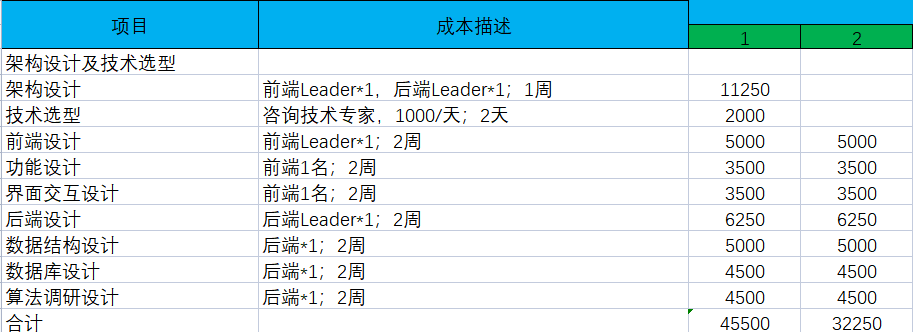 项目 成本描述
1 2
架构设计及技术选型
架构设计 前端Leader*1，后端Leader*1；1周 11250
技术选型 咨询技术专家，1000/天；2天 2000
前端设计 前端Leader*1；2周 5000 5000
功能设计 前端1名；2周 3500 3500
界面交互设计 前端1名；2周 3500 3500
后端设计 后端Leader*1；2周 6250 6250
数据结构设计 后端*1；2周 5000 5000
数据库设计 后端*1；2周 4500 4500
算法调研设计 后端*1；2周 4500 4500
合计 45500 32250